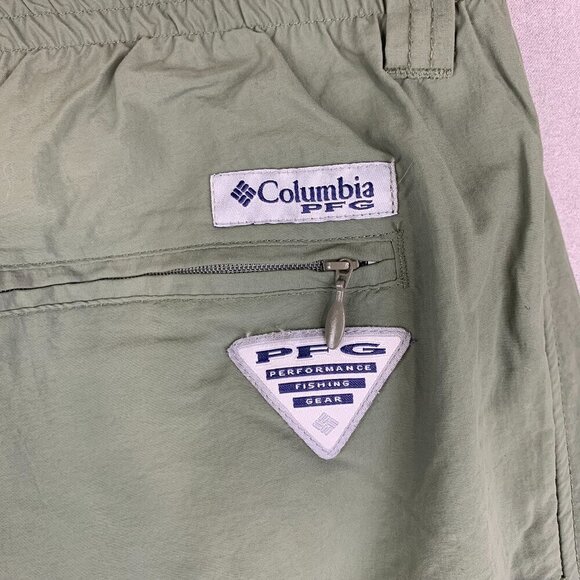 Columbia
PFG
PFG
PERFORMANCE
FISHING
GEAR